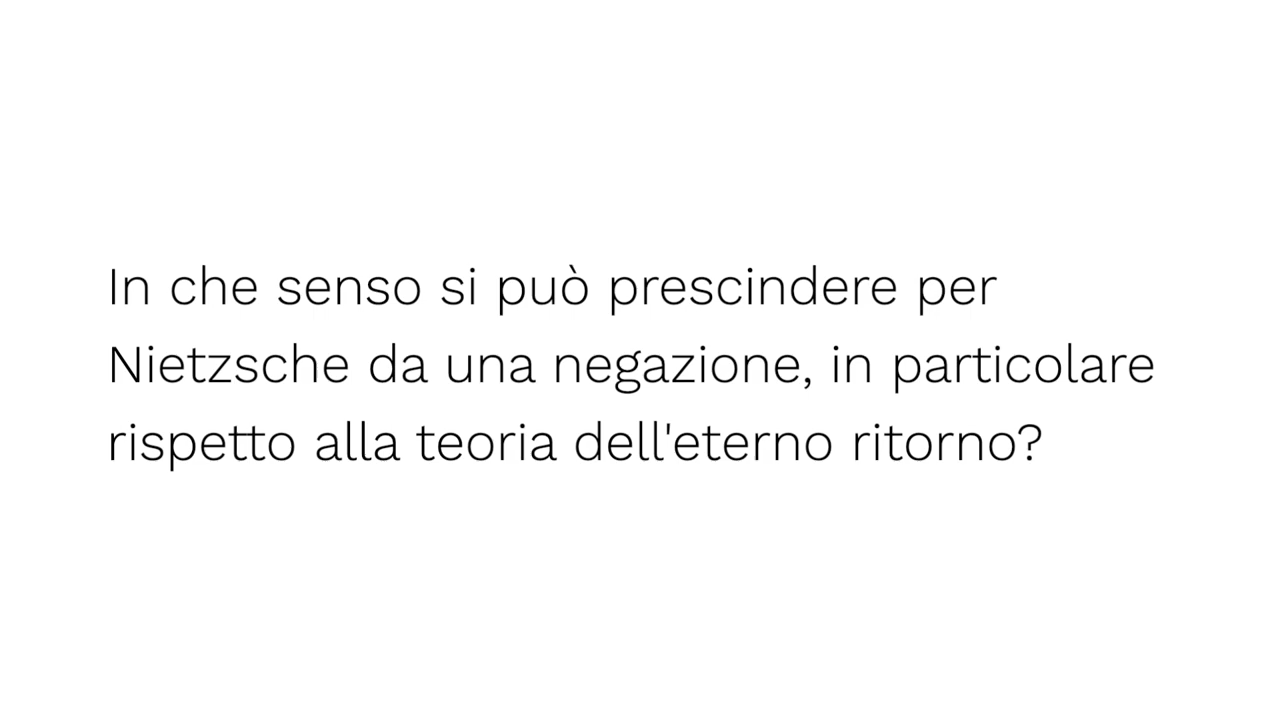 In che senso si può prescindere per
Nietzsche da una negazione, in particolare
rispetto alla teoria dell'eterno ritorno?